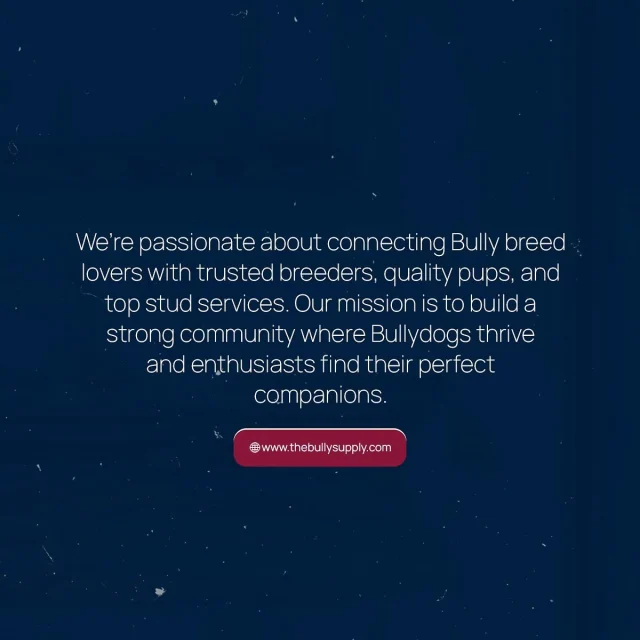 We're passionate about connecting Bully breed
lovers with trusted breeders, quality pups, and
top stud services. Our mission is to build a
strong community where Bullydogs thrive
and enthusiasts find their perfect
companions.
www.thebullysupply.com